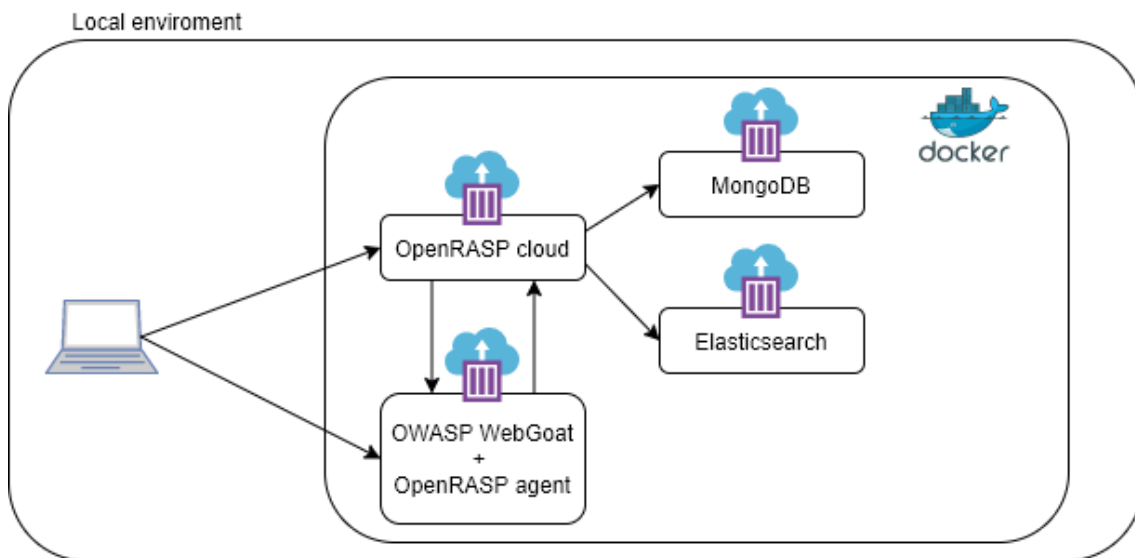 Local enviroment
docker
MongoDB
OpenRASP cloud
Elasticsearch
OWASP WebGoat
+
OpenRASP agent